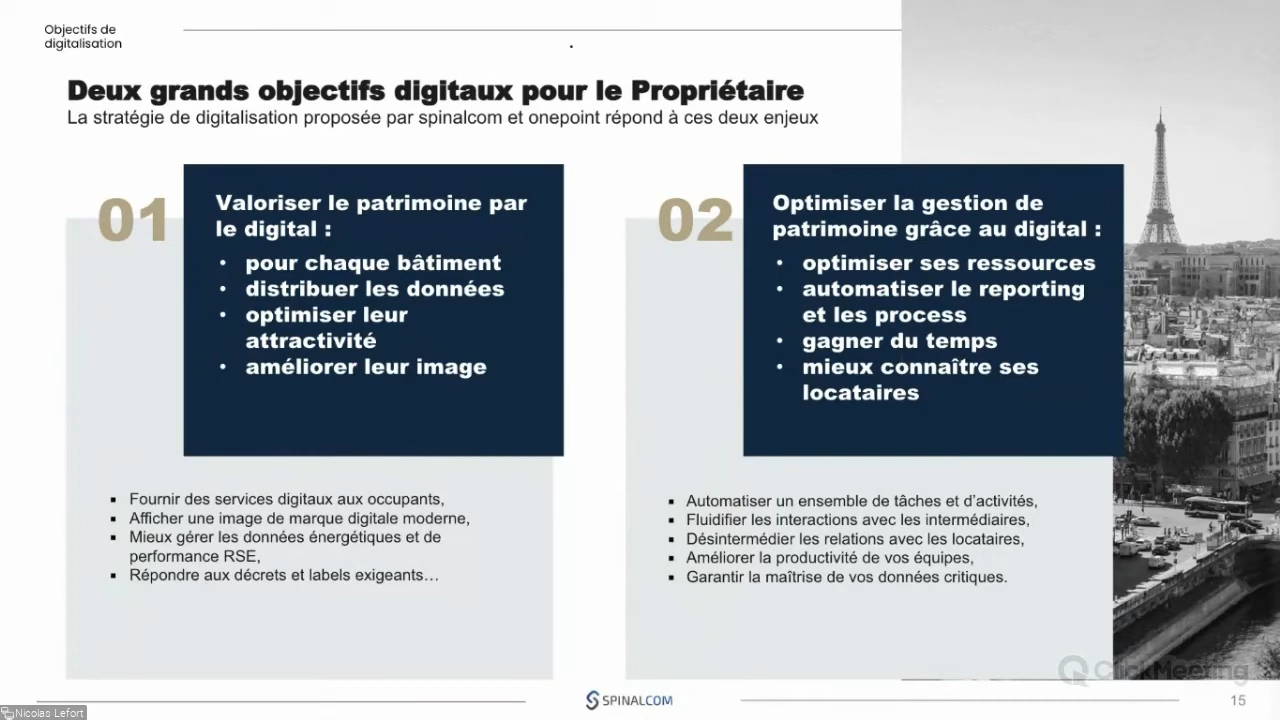 Objectifs de
digitalisation
Deux grands objectifs digitaux pour le Propriétaire
La stratégie de digitalisation proposée par spinalcom et onepoint répond à ces deux enjeux
01
Valoriser le patrimoine par
le digital :
• pour chaque bâtiment
• distribuer les données
• optimiser leur
attractivité
• améliorer leur image
▪ Fournir des services digitaux aux occupants,
▪ Afficher une image de marque digitale moderne,
▪ Mieux gérer les données énergétiques et de
performance RSE,
▪ Répondre aux décrets et labels exigeants…
02
Optimiser la gestion de
patrimoine grâce au digital :
• optimiser ses ressources
• automatiser le reporting
et les process
• gagner du temps
• mieux connaître ses
locataires
▪ Automatiser un ensemble de tâches et d’activités,
▪ Fluidifier les interactions avec les intermédiaires,
▪ Désintermédier les relations avec les locataires,
▪ Améliorer la productivité de vos équipes,
▪ Garantir la maîtrise de vos données critiques.
ClickMeeting
SPINALCOM
15
Nicolas Lefort